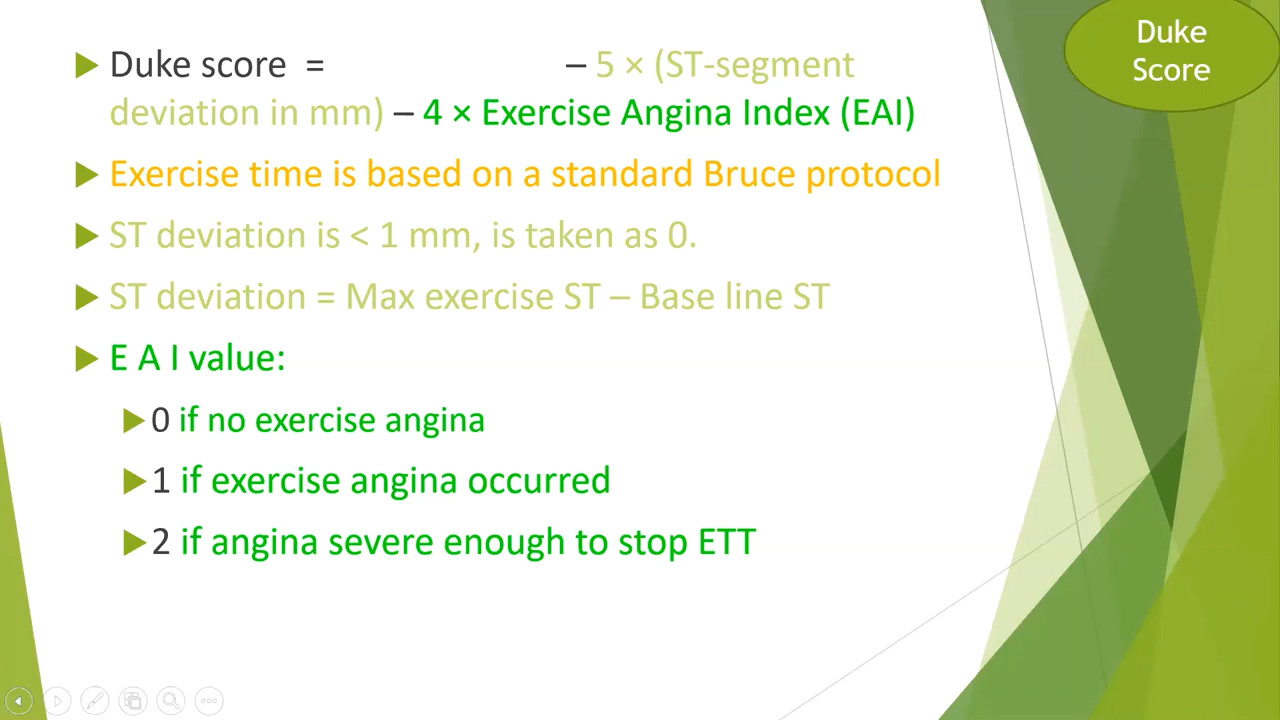 Duke
Score
Duke score = – 5 × (ST-segment
deviation in mm) – 4 × Exercise Angina Index (EAI)
Exercise time is based on a standard Bruce protocol
ST deviation is < 1 mm, is taken as 0.
ST deviation = Max exercise ST – Base line ST
E A I value:
0 if no exercise angina
1 if exercise angina occurred
2 if angina severe enough to stop ETT